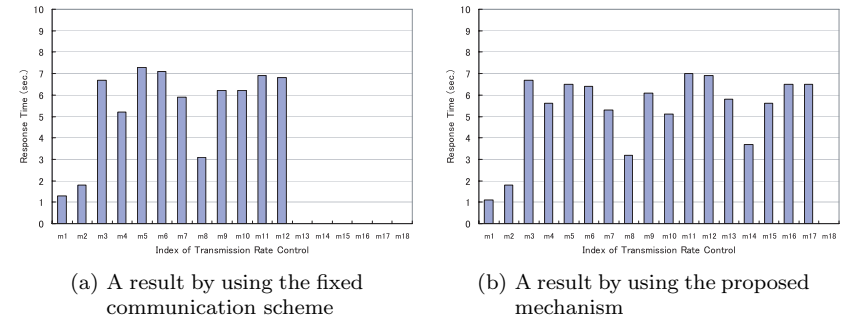 10
9
8
7
6
5
4
3
2
1
0
Response Time (sec.)
m1 m2 m3 m4 m5 m6 m7 m8 m9 m10 m11 m12 m13 m14 m15 m16 m17 m18
Index of Transmission Rate Control
(a) A result by using the fixed
communication scheme
10
9
8
7
6
5
4
3
2
1
0
Response Time (sec.)
m1 m2 m3 m4 m5 m6 m7 m8 m9 m10 m11 m12 m13 m14 m15 m16 m17 m18
Index of Transmission Rate Control
(b) A result by using the proposed
mechanism